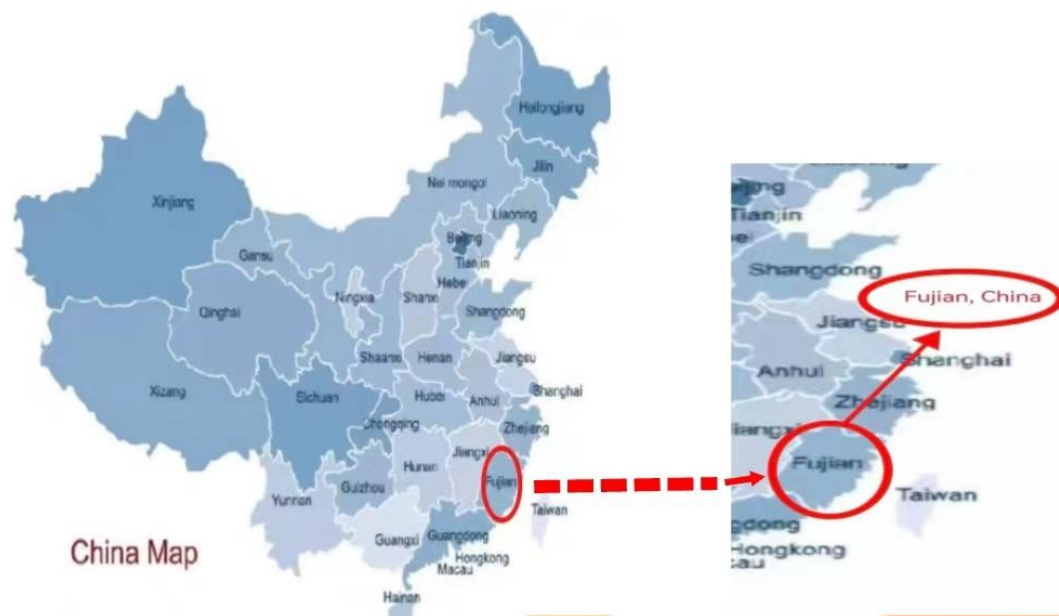 Heilongjiang
Jilin
Nei mongol
Liaoning
Xinjiang
Beijing
Gansu
Tianjin
Hebei
Ningxia
Shanxi
Shangdong
Qinghai
Shaanxi
Henan
Jiangsu
Xizang
Sichuan
Hubei
Anhui
Shanghai
Chongqing
Zhejiang
Hunan
Jiangxi
Fujian
Guizhou
Yunnan
Taiwan
Guangxi
Guangdong
Hongkong
Macau
Hainan
China Map
Tianjin
Shangdong
Fujian, China
Jiangsu
Shanghai
Anhui
Zhejiang
Fujian
Taiwan
gdong
Hongkong
cau